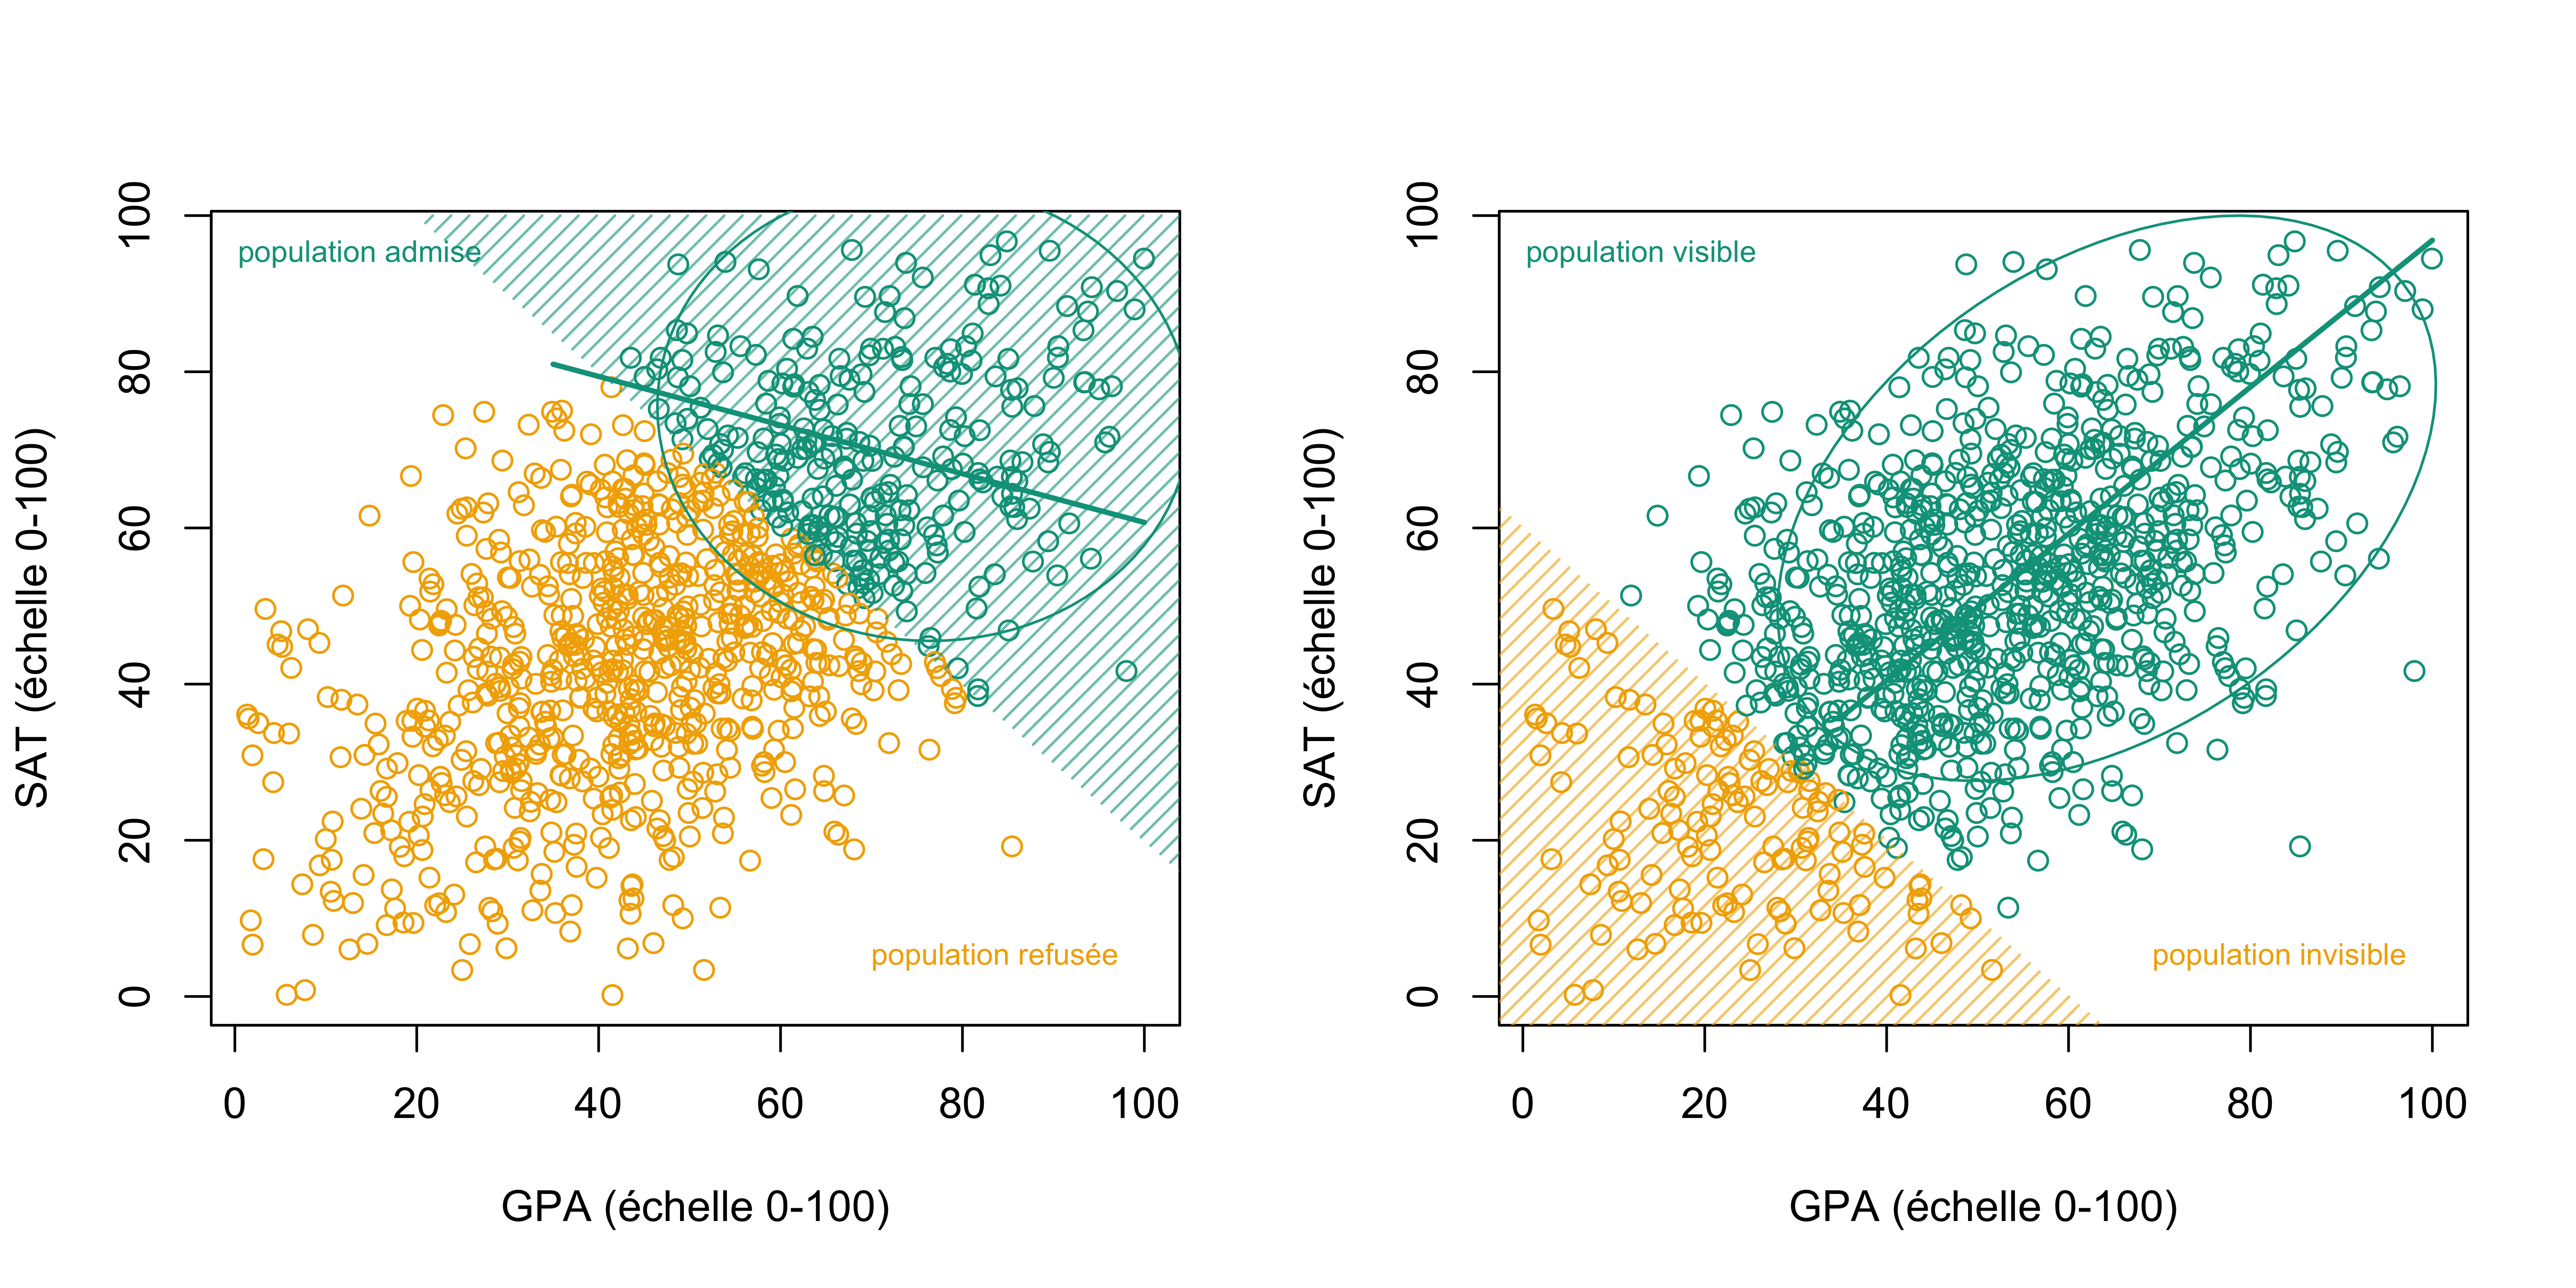 population admise
population refusée
SAT (échelle 0-100)
0
20
40
60
80
100
0 20 40 60 80 100
GPA (échelle 0-100)
population visible
population invisible
SAT (échelle 0-100)
0
20
40
60
80
100
0 20 40 60 80 100
GPA (échelle 0-100)